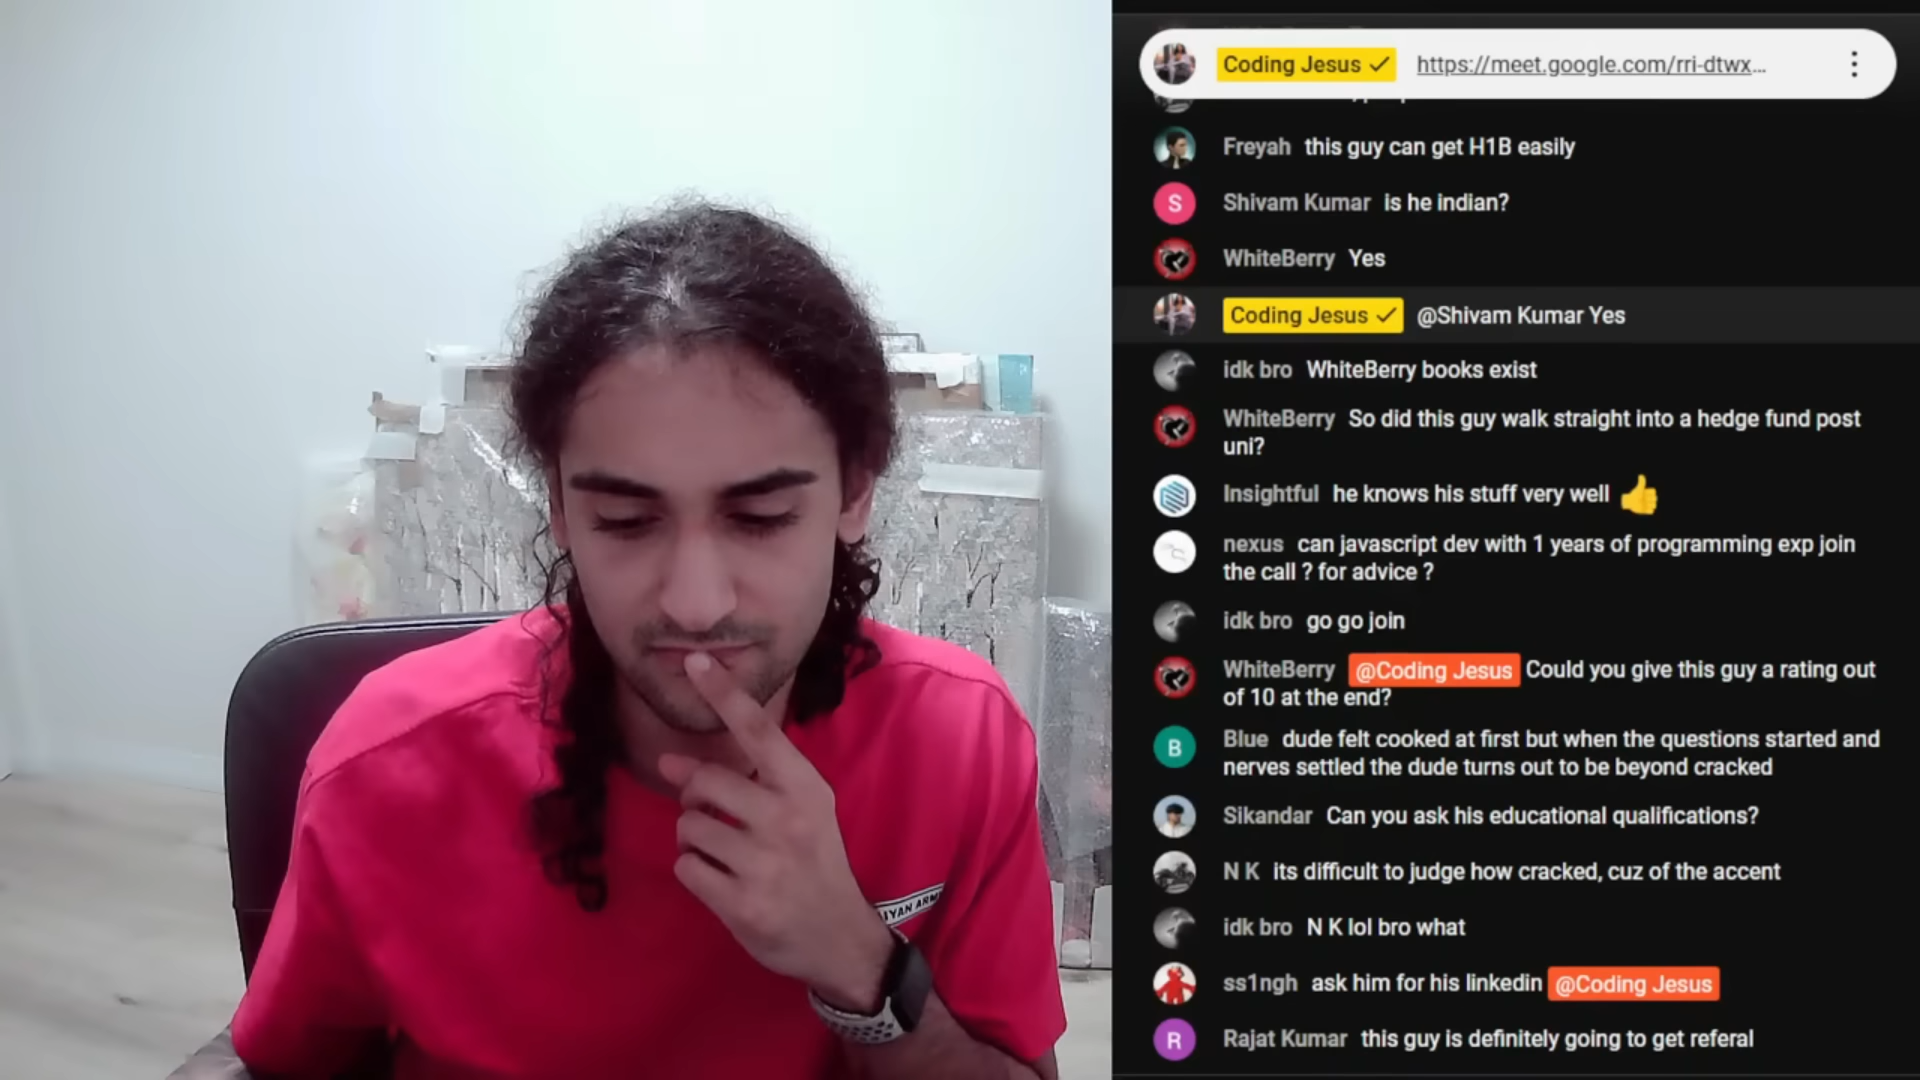 Coding Jesus ✓ https://meet.google.com/rri-dtwx...
Freyah this guy can get H1B easily
S Shivam Kumar is he indian?
WhiteBerry Yes
Coding Jesus ✓ @Shivam Kumar Yes
idk bro WhiteBerry books exist
WhiteBerry So did this guy walk straight into a hedge fund post
uni?
Insightful he knows his stuff very well 👍
nexus can javascript dev with 1 years of programming exp join
the call ? for advice ?
idk bro go go join
WhiteBerry @Coding Jesus Could you give this guy a rating out
of 10 at the end?
B Blue dude felt cooked at first but when the questions started and
nerves settled the dude turns out to be beyond cracked
Sikandar Can you ask his educational qualifications?
N K its difficult to judge how cracked, cuz of the accent
idk bro N K lol bro what
ss1ngh ask him for his linkedin @Coding Jesus
R Rajat Kumar this guy is definitely going to get referal